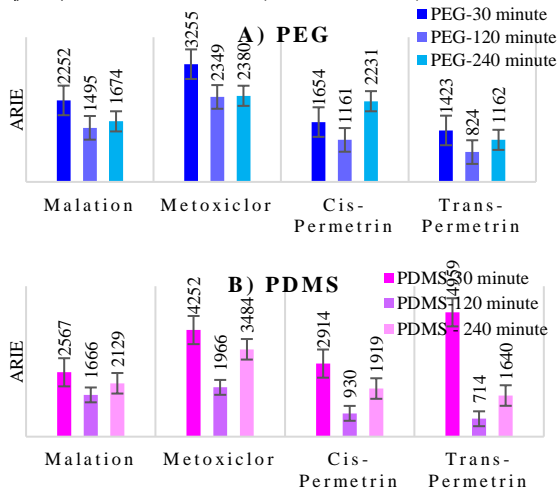 A) PEG
PEG-30 minute
PEG-120 minute
PEG-240 minute
ARIE
2252
1495
1674
3255
2349
2380
1654
1161
2231
1423
824
1162
Malation
Metoxiclor
Cis-
Permetrin
Trans-
Permetrin
B) PDMS
PDMS-30 minute
PDMS-120 minute
PDMS - 240 minute
ARIE
2567
1666
2129
4252
1966
3484
2914
930
1919
4959
714
1640
Malation
Metoxiclor
Cis-
Permetrin
Trans-
Permetrin